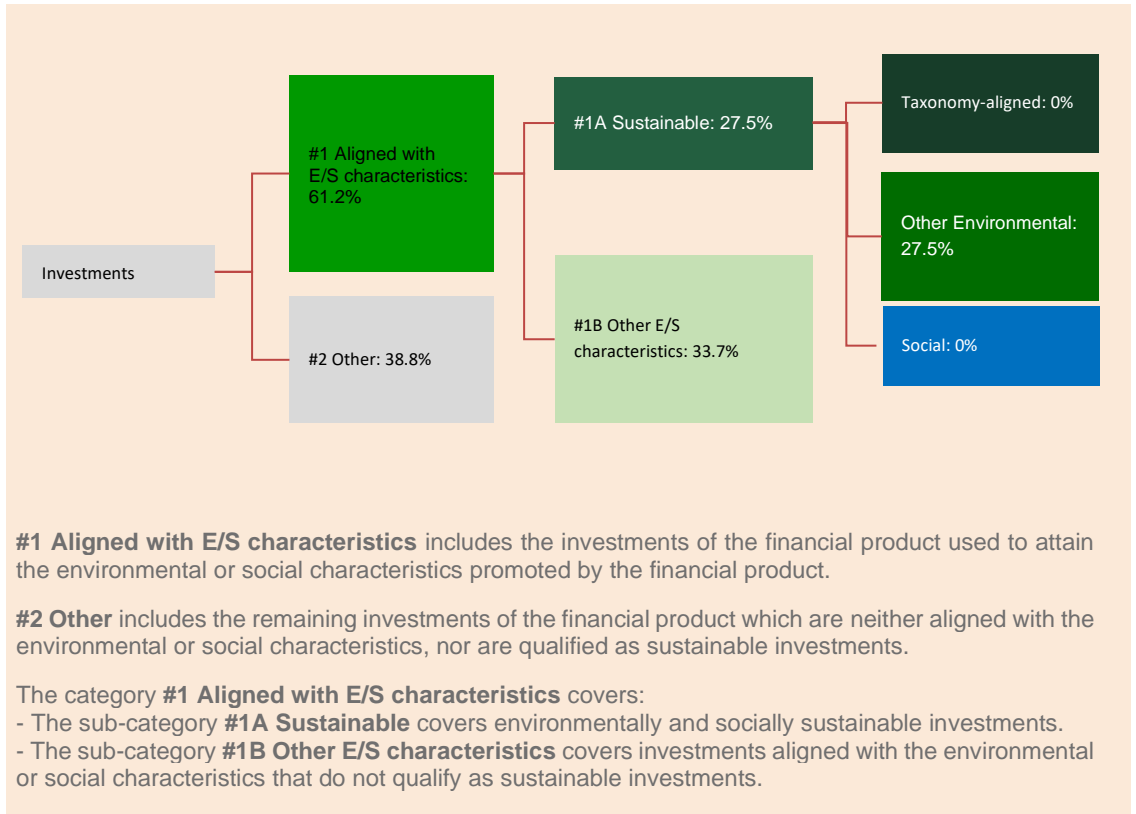 Investments
#1 Aligned with
E/S characteristics:
61.2%
#2 Other: 38.8%
#1A Sustainable: 27.5%
#1B Other E/S
characteristics: 33.7%
Taxonomy-aligned: 0%
Other Environmental:
27.5%
Social: 0%
#1 Aligned with E/S characteristics includes the investments of the financial product used to attain
the environmental or social characteristics promoted by the financial product.
#2 Other includes the remaining investments of the financial product which are neither aligned with the
environmental or social characteristics, nor are qualified as sustainable investments.
The category #1 Aligned with E/S characteristics covers:
- The sub-category #1A Sustainable covers environmentally and socially sustainable investments.
- The sub-category #1B Other E/S characteristics covers investments aligned with the environmental
or social characteristics that do not qualify as sustainable investments.